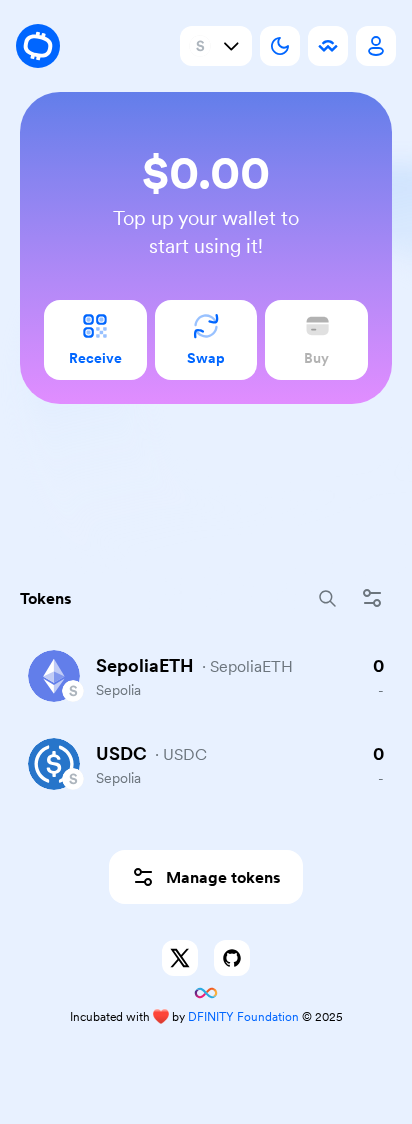 S
$0.00
Top up your wallet to
start using it!
Receive
Swap
Buy
Tokens
SepoliaETH · SepoliaETH
0
S
Sepolia
-
USDC · USDC
0
S
Sepolia
-
Manage tokens
Incubated with ❤️ by DFINITY Foundation © 2025